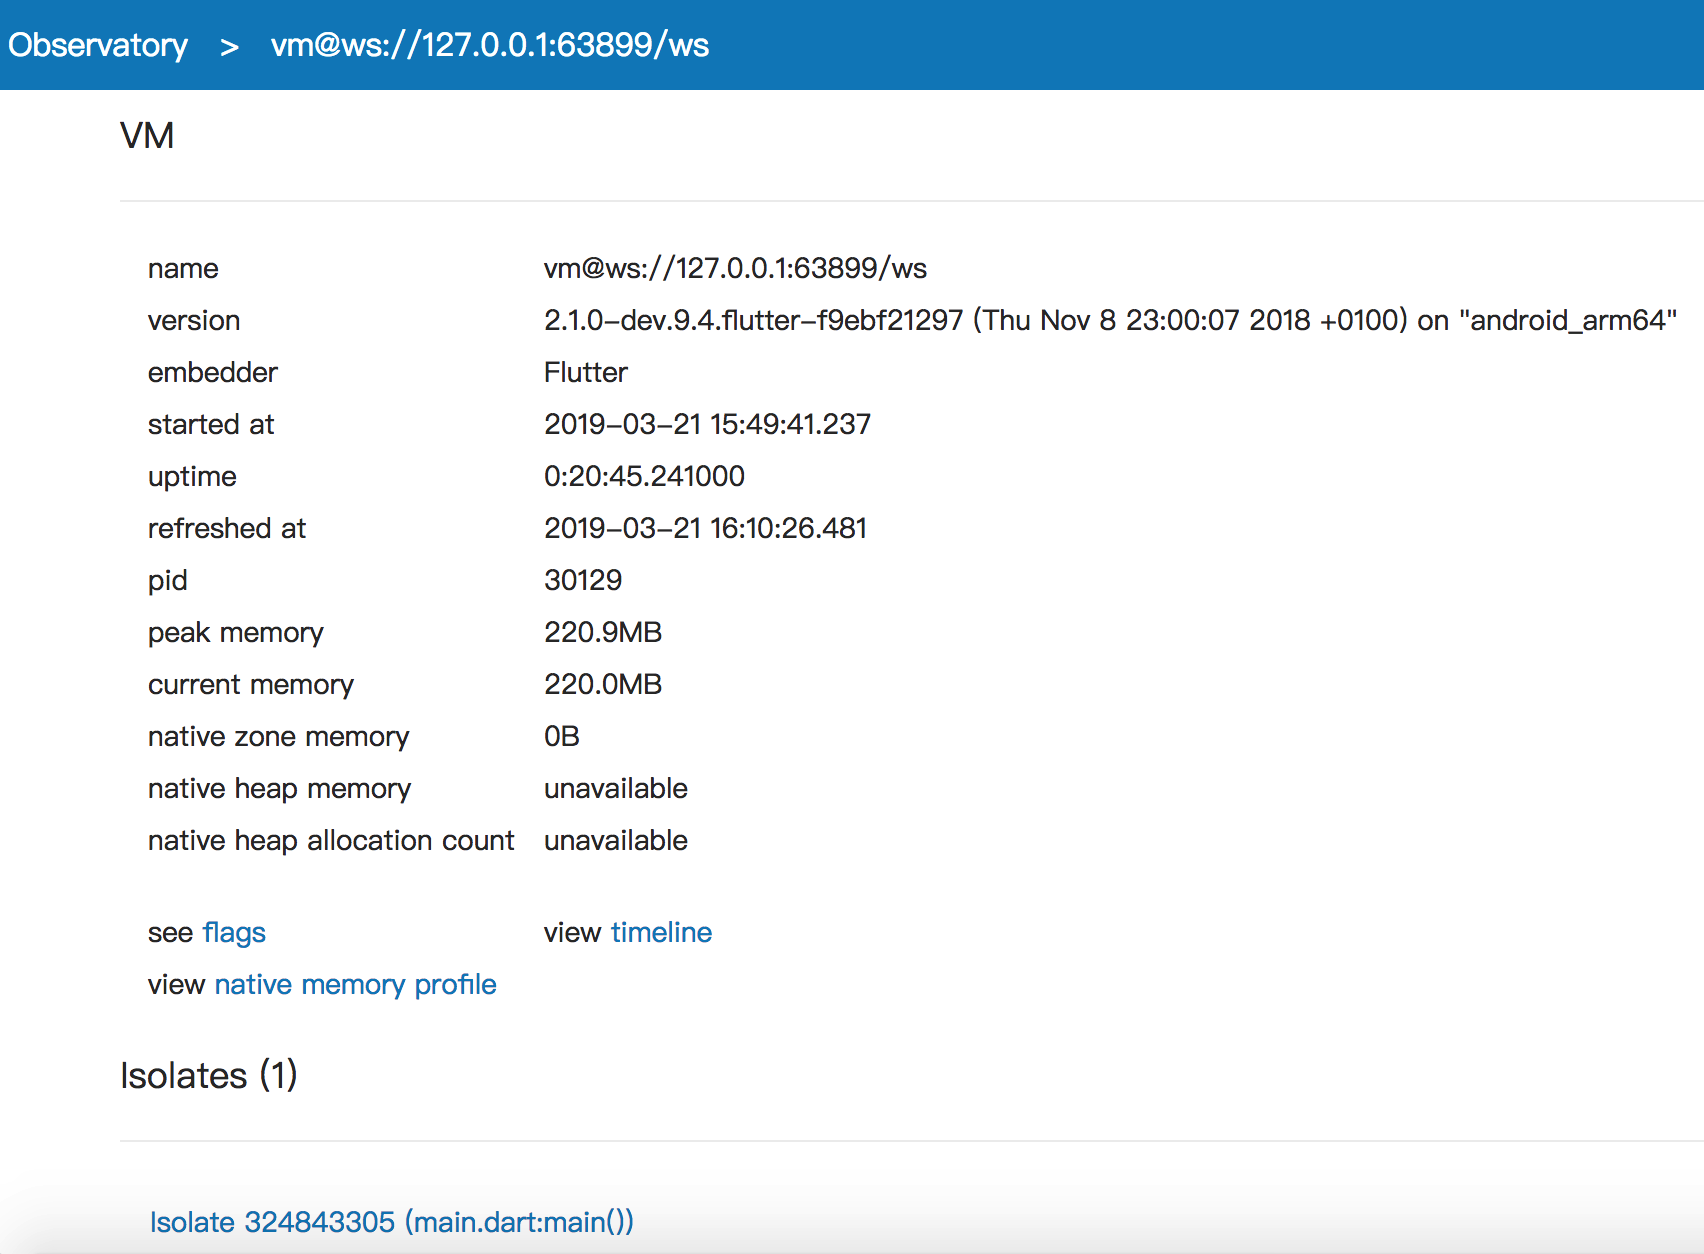 Observatory > vm@ws://127.0.0.1:63899/ws
VM
name vm@ws://127.0.0.1:63899/ws
version 2.1.0-dev.9.4.flutter-f9ebf21297 (Thu Nov 8 23:00:07 2018 +0100) on "android_arm64"
embedder Flutter
started at 2019-03-21 15:49:41.237
uptime 0:20:45.241000
refreshed at 2019-03-21 16:10:26.481
pid 30129
peak memory 220.9MB
current memory 220.0MB
native zone memory 0B
native heap memory unavailable
native heap allocation count unavailable
see flags view timeline
view native memory profile
Isolates (1)
Isolate 324843305 (main.dart:main())